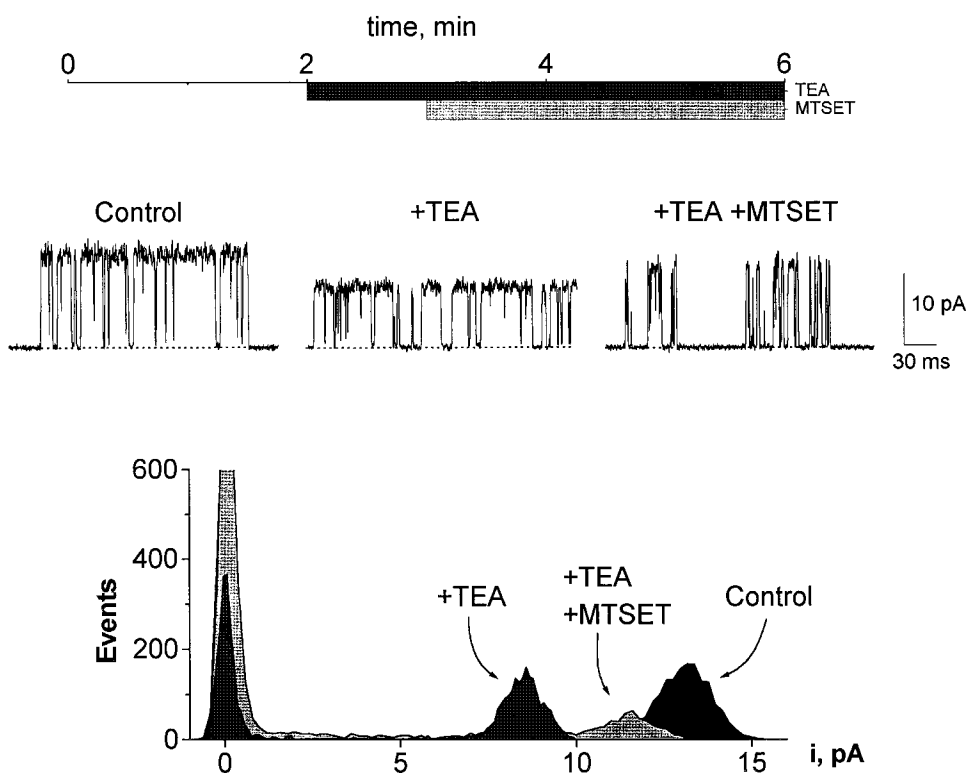 time, min
0 2 4 6
TEA
MTSET
Control +TEA +TEA +MTSET
10 pA
30 ms
600
400
200
0
Events
+TEA
+TEA
+MTSET
Control
0 5 10 15
i, pA